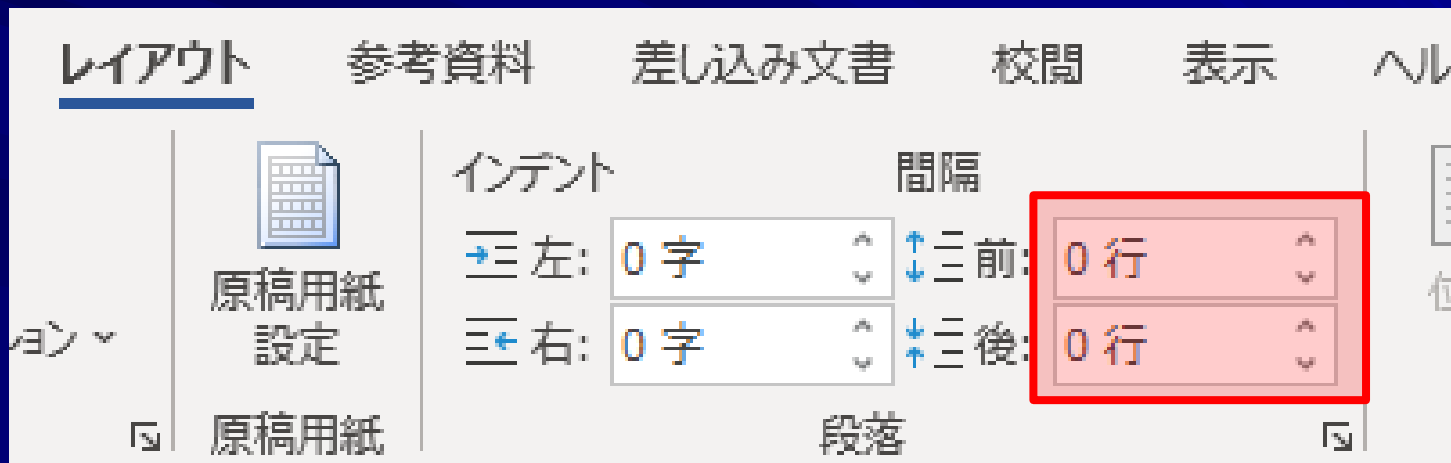 レイアウト 参考資料 差し込み文書 校閲 表示 ヘル
インデント 間隔
左: 0 字 前: 0 行
右: 0 字 後: 0 行
原稿用紙
設定
ョン
原稿用紙 段落